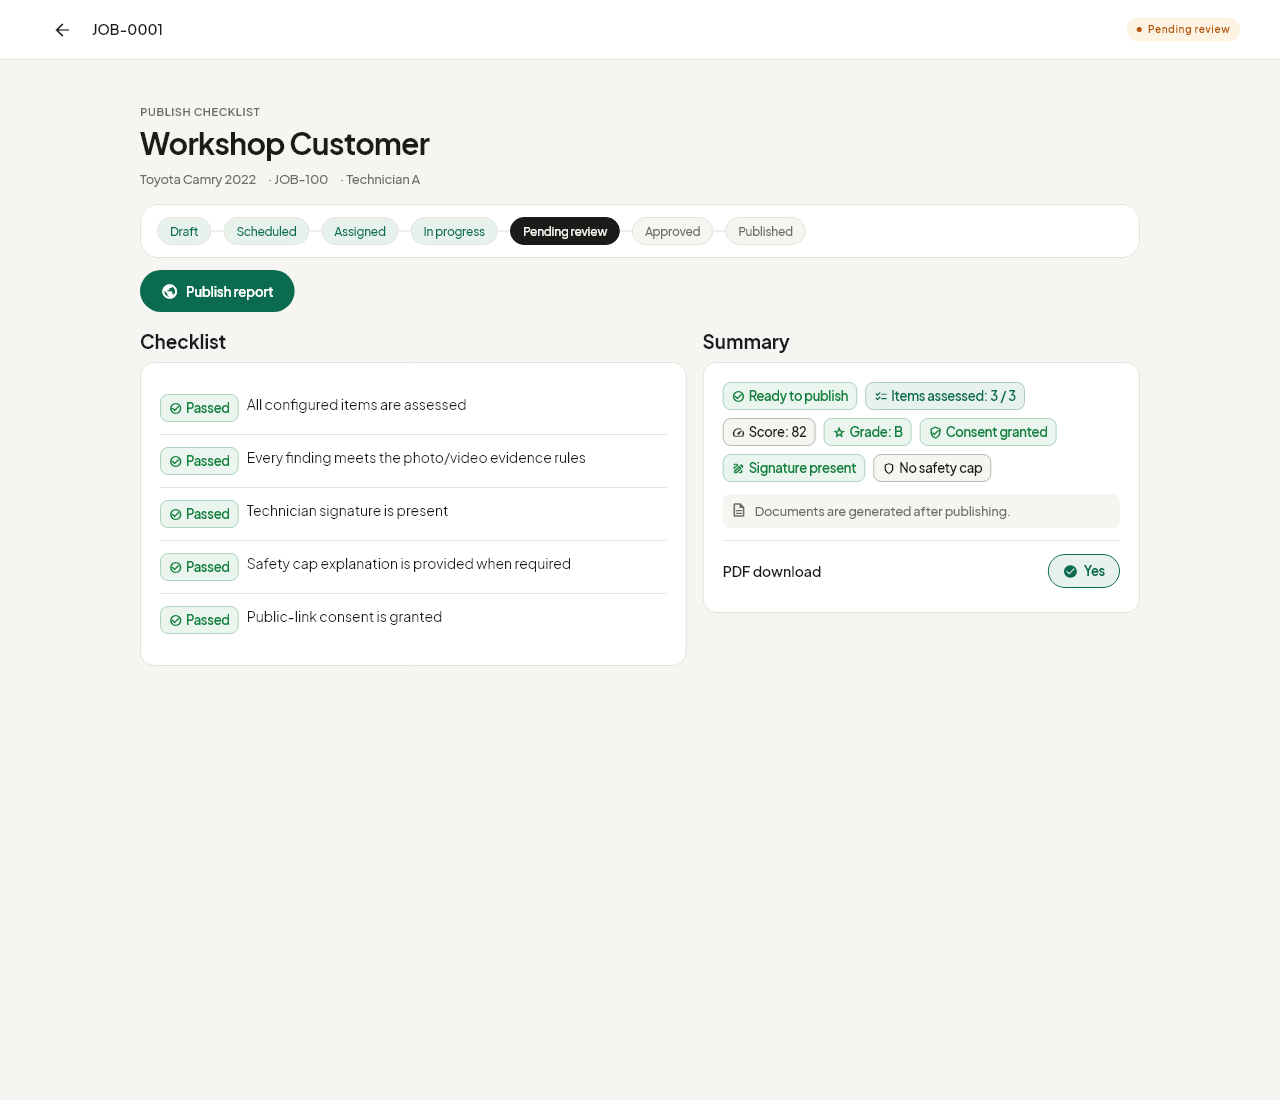 JOB-0001
Pending review
PUBLISH CHECKLIST
Workshop Customer
Toyota Camry 2022 · JOB-100 · Technician A
Draft Scheduled Assigned In progress Pending review Approved Published
Publish report
Checklist
Passed All configured items are assessed
Passed Every finding meets the photo/video evidence rules
Passed Technician signature is present
Passed Safety cap explanation is provided when required
Passed Public-link consent is granted
Summary
Ready to publish Items assessed: 3 / 3
Score: 82 Grade: B Consent granted
Signature present No safety cap
Documents are generated after publishing.
PDF download Yes